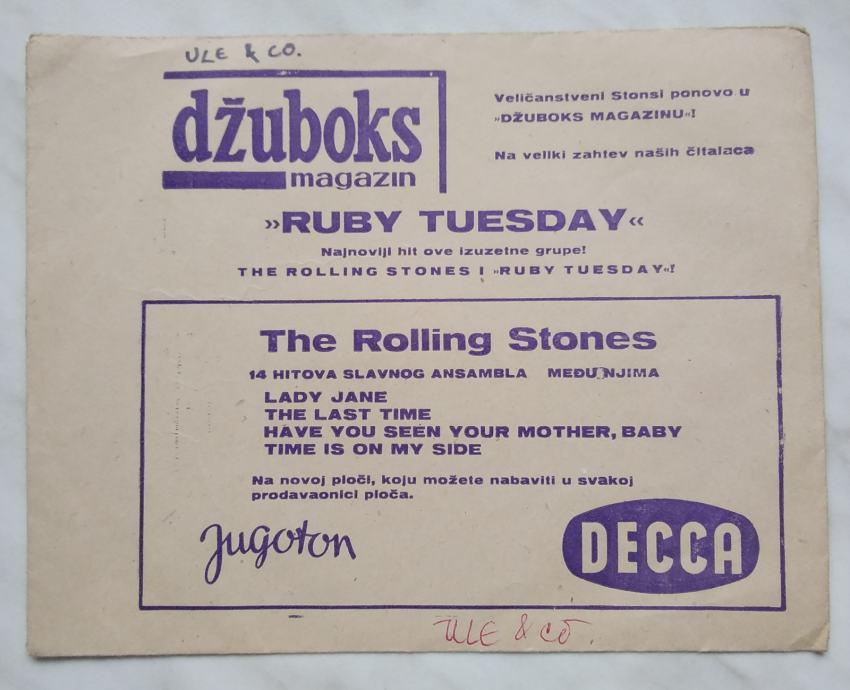 ULE & CO.
džuboks
magazin
Veličanstveni Stonsi ponovo u
»DŽUBOKS MAGAZINU«!
Na veliki zahtev naših čitalaca
»RUBY TUESDAY«
Najnoviji hit ove izuzetne grupe!
THE ROLLING STONES I »RUBY TUESDAY«!
The Rolling Stones
14 HITOVA SLAVNOG ANSAMBLA MEĐU NJIMA
LADY JANE
THE LAST TIME
HAVE YOU SEEN YOUR MOTHER, BABY
TIME IS ON MY SIDE
Na novoj ploči, koju možete nabaviti u svakoj
prodavaonici ploča.
Jugoton
DECCA
ULE & CO.